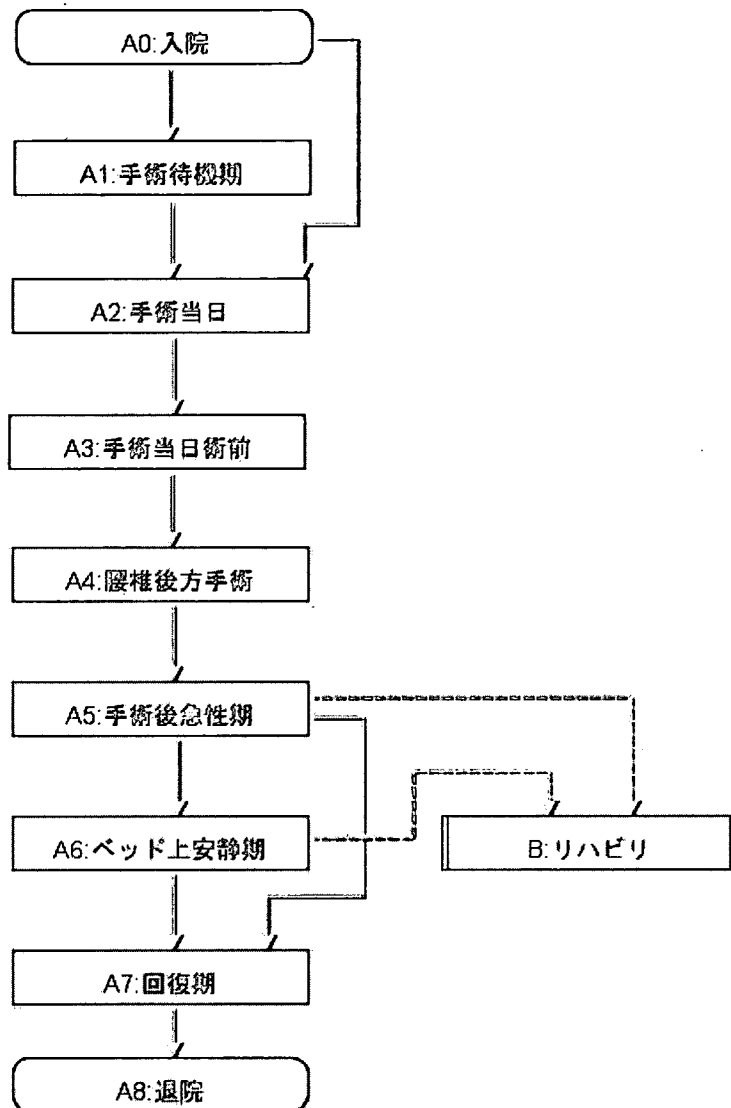 A0:入院
A1:手術待機期
A2:手術当日
A3:手術当日術前
A4:腰椎後方手術
A5:手術後急性期
A6:ベッド上安静期
B:リハビリ
A7:回復期
A8:退院